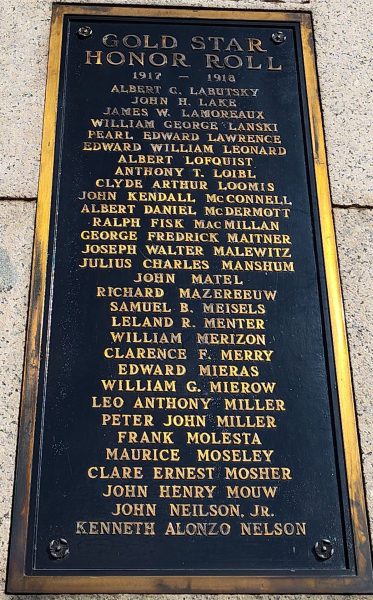 GOLD STAR
HONOR ROLL
1917 — 1918
ALBERT G. LABUTSKY
JOHN H. LAKE
JAMES W. LAMOREAUX
WILLIAM GEORGE LANSKI
PEARL EDWARD LAWRENCE
EDWARD WILLIAM LEONARD
ALBERT LOFQUIST
ANTHONY T. LOIBL
CLYDE ARTHUR LOOMIS
JOHN KENDALL McCONNELL
ALBERT DANIEL McDERMOTT
RALPH FISK MacMILLAN
GEORGE FREDRICK MAITNER
JOSEPH WALTER MALEWITZ
JULIUS CHARLES MANSHUM
JOHN MATEL
RICHARD MAZEREEUW
SAMUEL B. MEISELS
LELAND R. MENTER
WILLIAM MERIZON
CLARENCE F. MERRY
EDWARD MIERAS
WILLIAM G. MIEROW
LEO ANTHONY MILLER
PETER JOHN MILLER
FRANK MOLESTA
MAURICE MOSELEY
CLARE ERNEST MOSHER
JOHN HENRY MOUW
JOHN NEILSON, JR.
KENNETH ALONZO NELSON